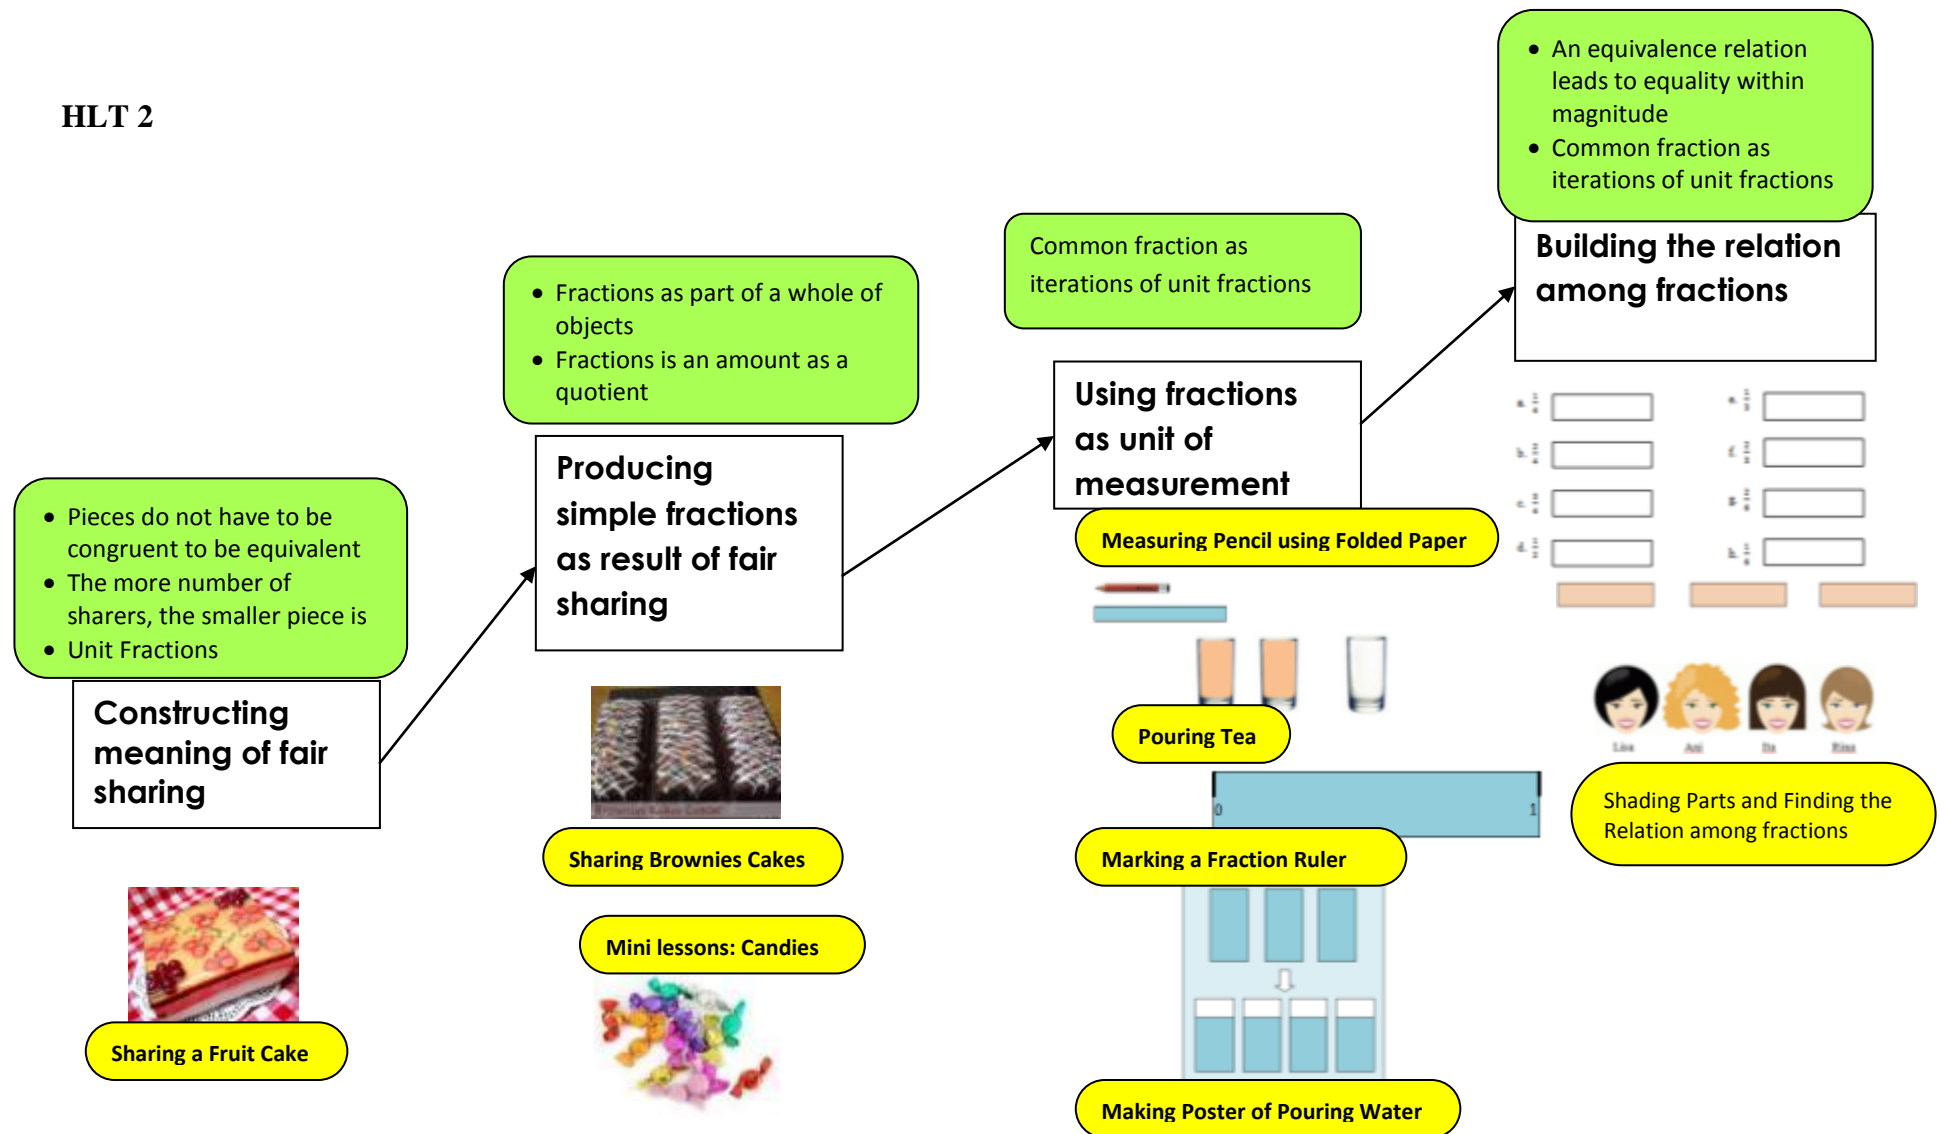 HLT 2
• Pieces do not have to be
congruent to be equivalent
• The more number of
sharers, the smaller piece is
• Unit Fractions
Constructing
meaning of fair
sharing
Sharing a Fruit Cake
• Fractions as part of a whole of
objects
• Fractions is an amount as a
quotient
Producing
simple fractions
as result of fair
sharing
Sharing Brownies Cakes
Mini lessons: Candies
Common fraction as
iterations of unit fractions
Using fractions
as unit of
measurement
Measuring Pencil using Folded Paper
Pouring Tea
0 1
Marking a Fraction Ruler
Making Poster of Pouring Water
• An equivalence relation
leads to equality within
magnitude
• Common fraction as
iterations of unit fractions
Building the relation
among fractions
Lisa Ani Ita Rina
Shading Parts and Finding the
Relation among fractions